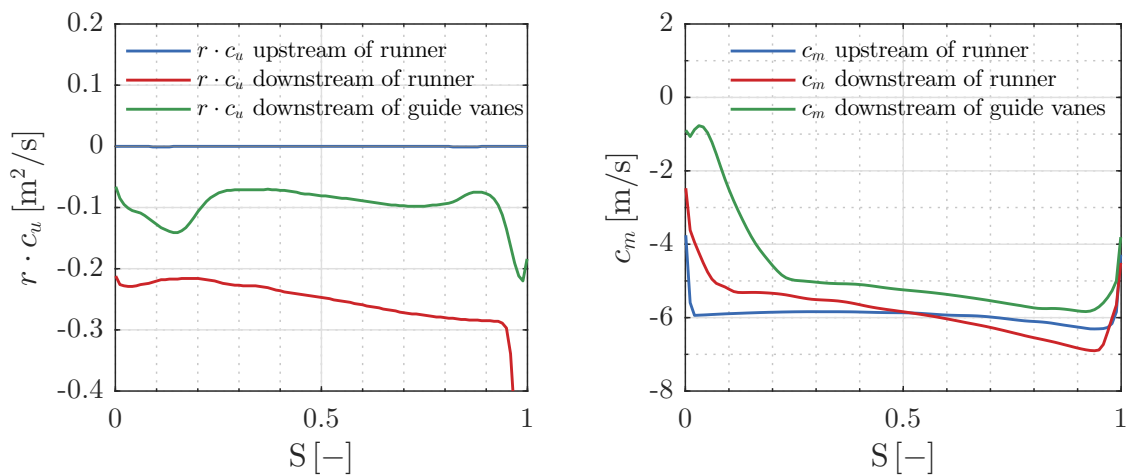 0.2
0.1
0
-0.1
-0.2
-0.3
-0.4
r · c_u [m²/s]
r · c_u upstream of runner
r · c_u downstream of runner
r · c_u downstream of guide vanes
0
0.5
1
S [−]
2
0
-2
-4
-6
-8
c_m [m/s]
c_m upstream of runner
c_m downstream of runner
c_m downstream of guide vanes
0
0.5
1
S [−]